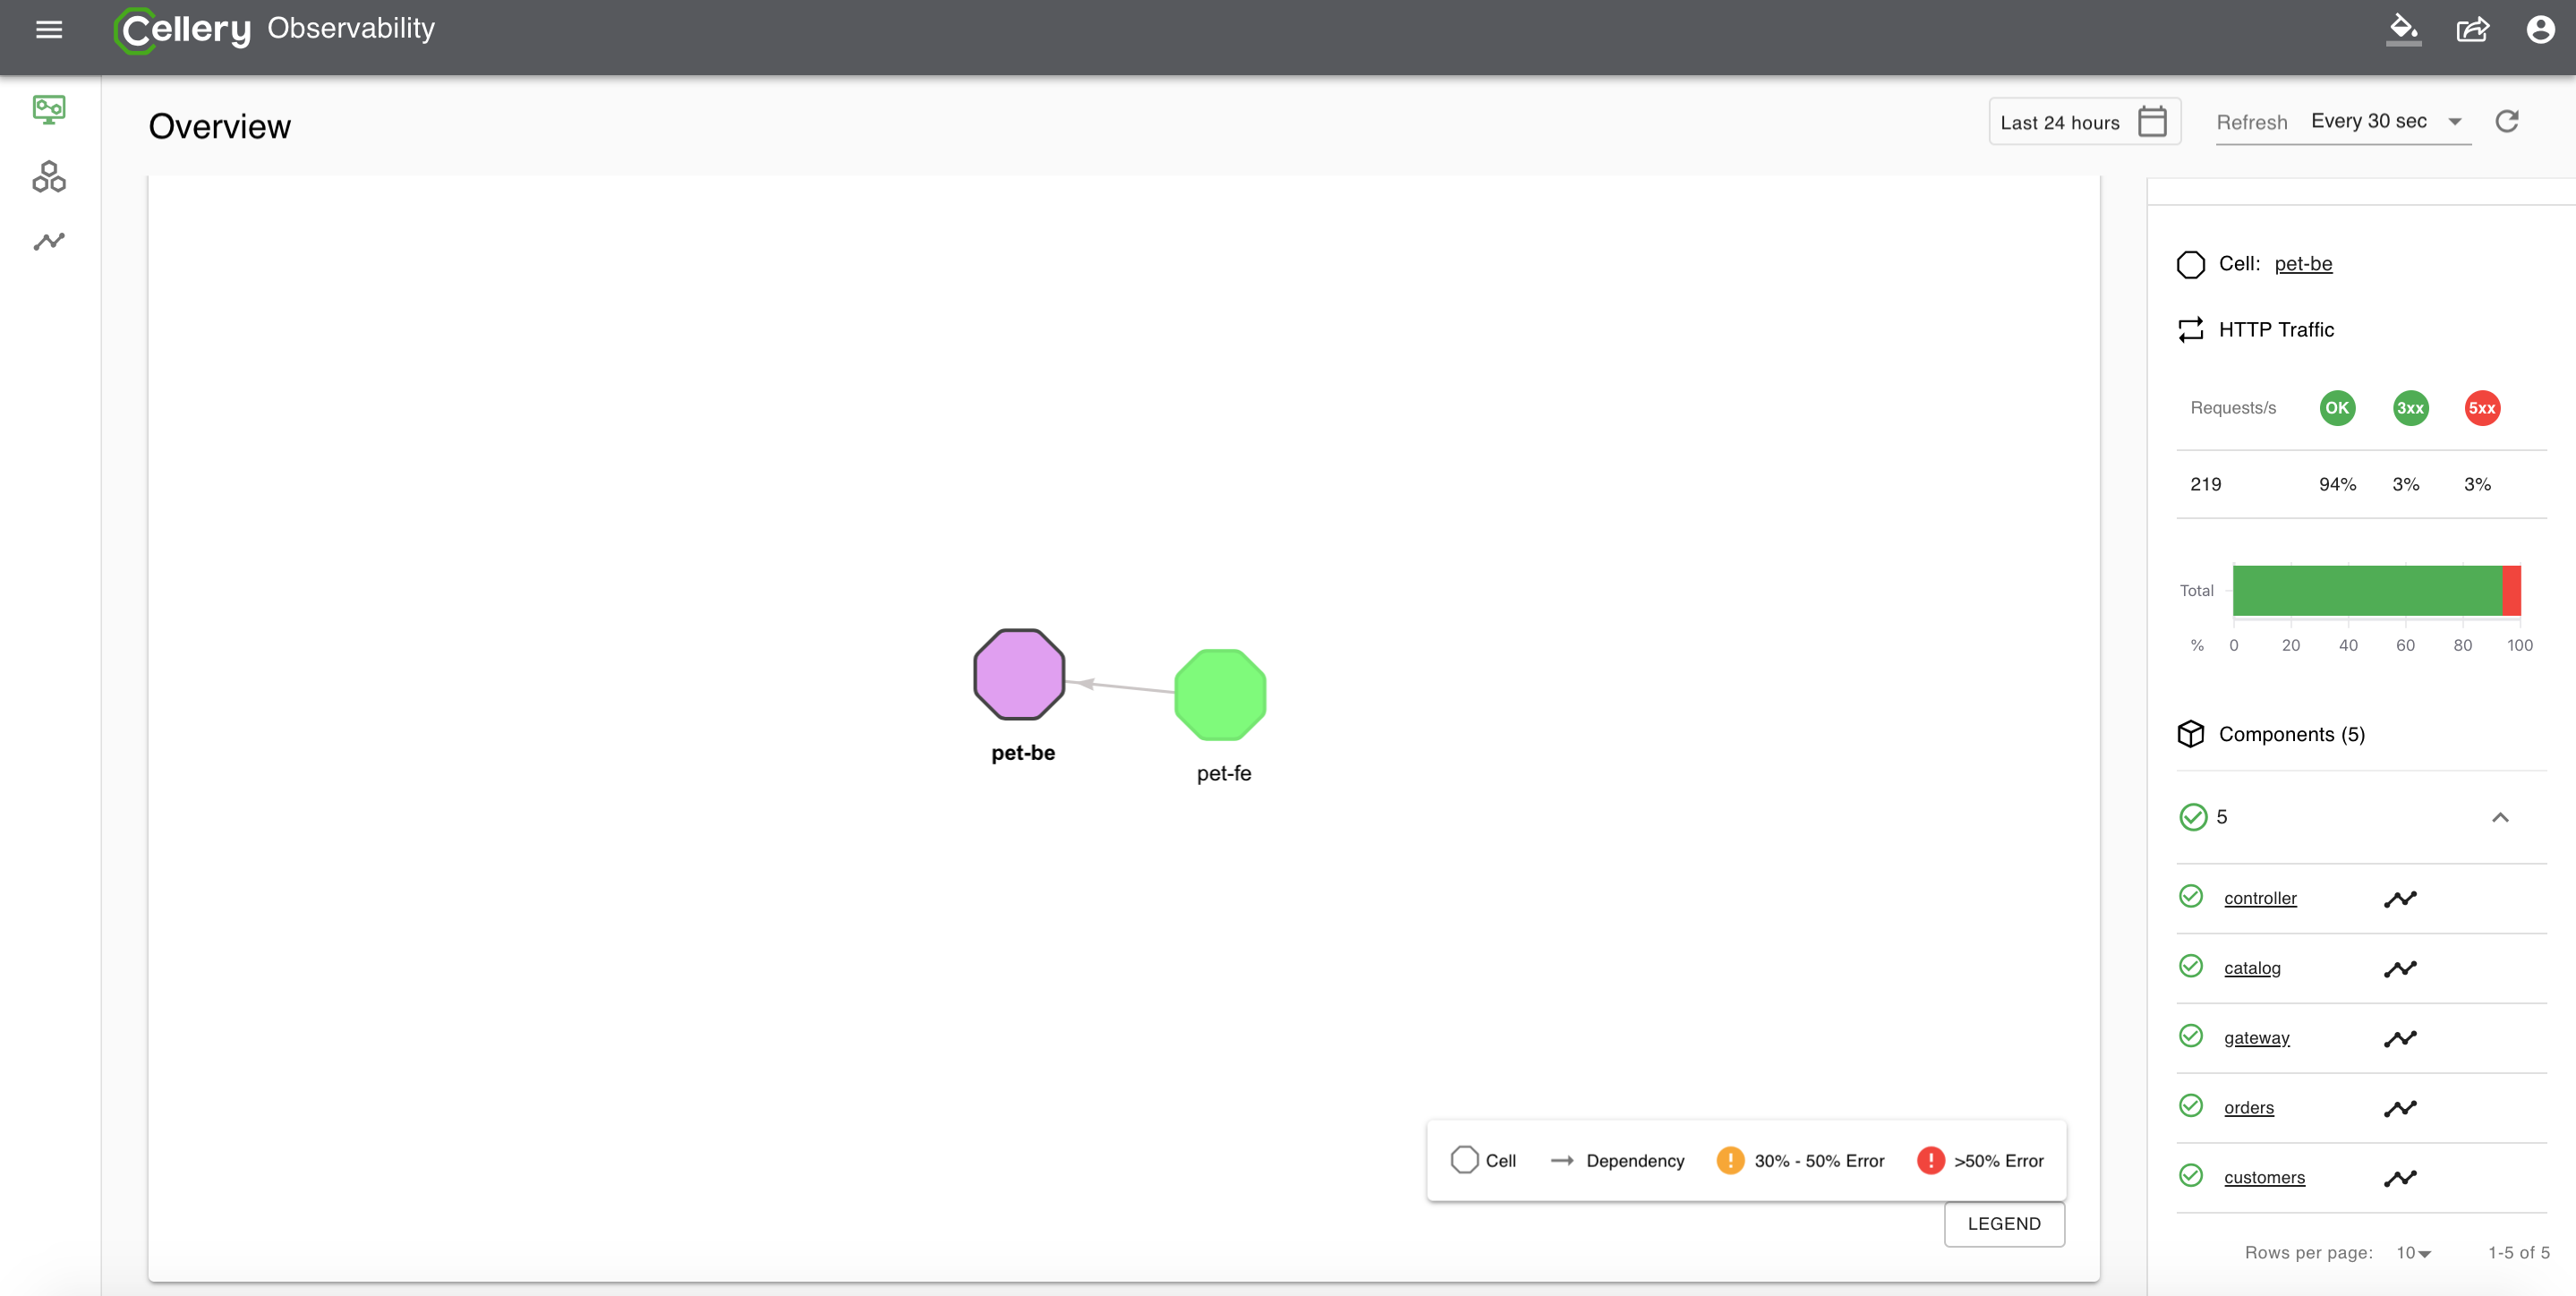 Cellery Observability
Overview
Last 24 hours
Refresh Every 30 sec
Cell: pet-be
HTTP Traffic
Requests/s OK 3xx 5xx
219 94% 3% 3%
Total
% 0 20 40 60 80 100
Components (5)
5
controller
catalog
gateway
orders
customers
Rows per page: 10 1-5 of 5
pet-be
pet-fe
Cell Dependency ! 30% - 50% Error ! >50% Error
LEGEND